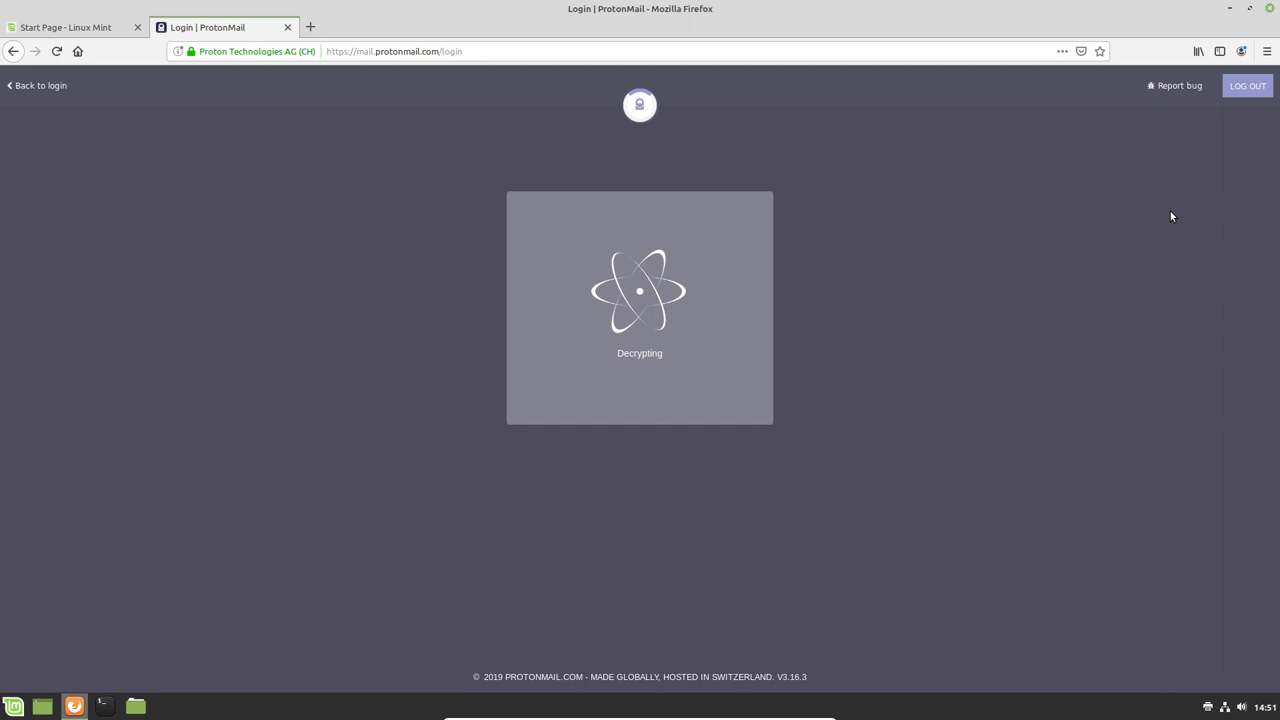 Login | ProtonMail - Mozilla Firefox
Start Page - Linux Mint
Login | ProtonMail
Proton Technologies AG (CH)
https://mail.protonmail.com/login
Back to login
Report bug
LOG OUT
Decrypting
© 2019 PROTONMAIL.COM - MADE GLOBALLY, HOSTED IN SWITZERLAND. V3.16.3
14:51